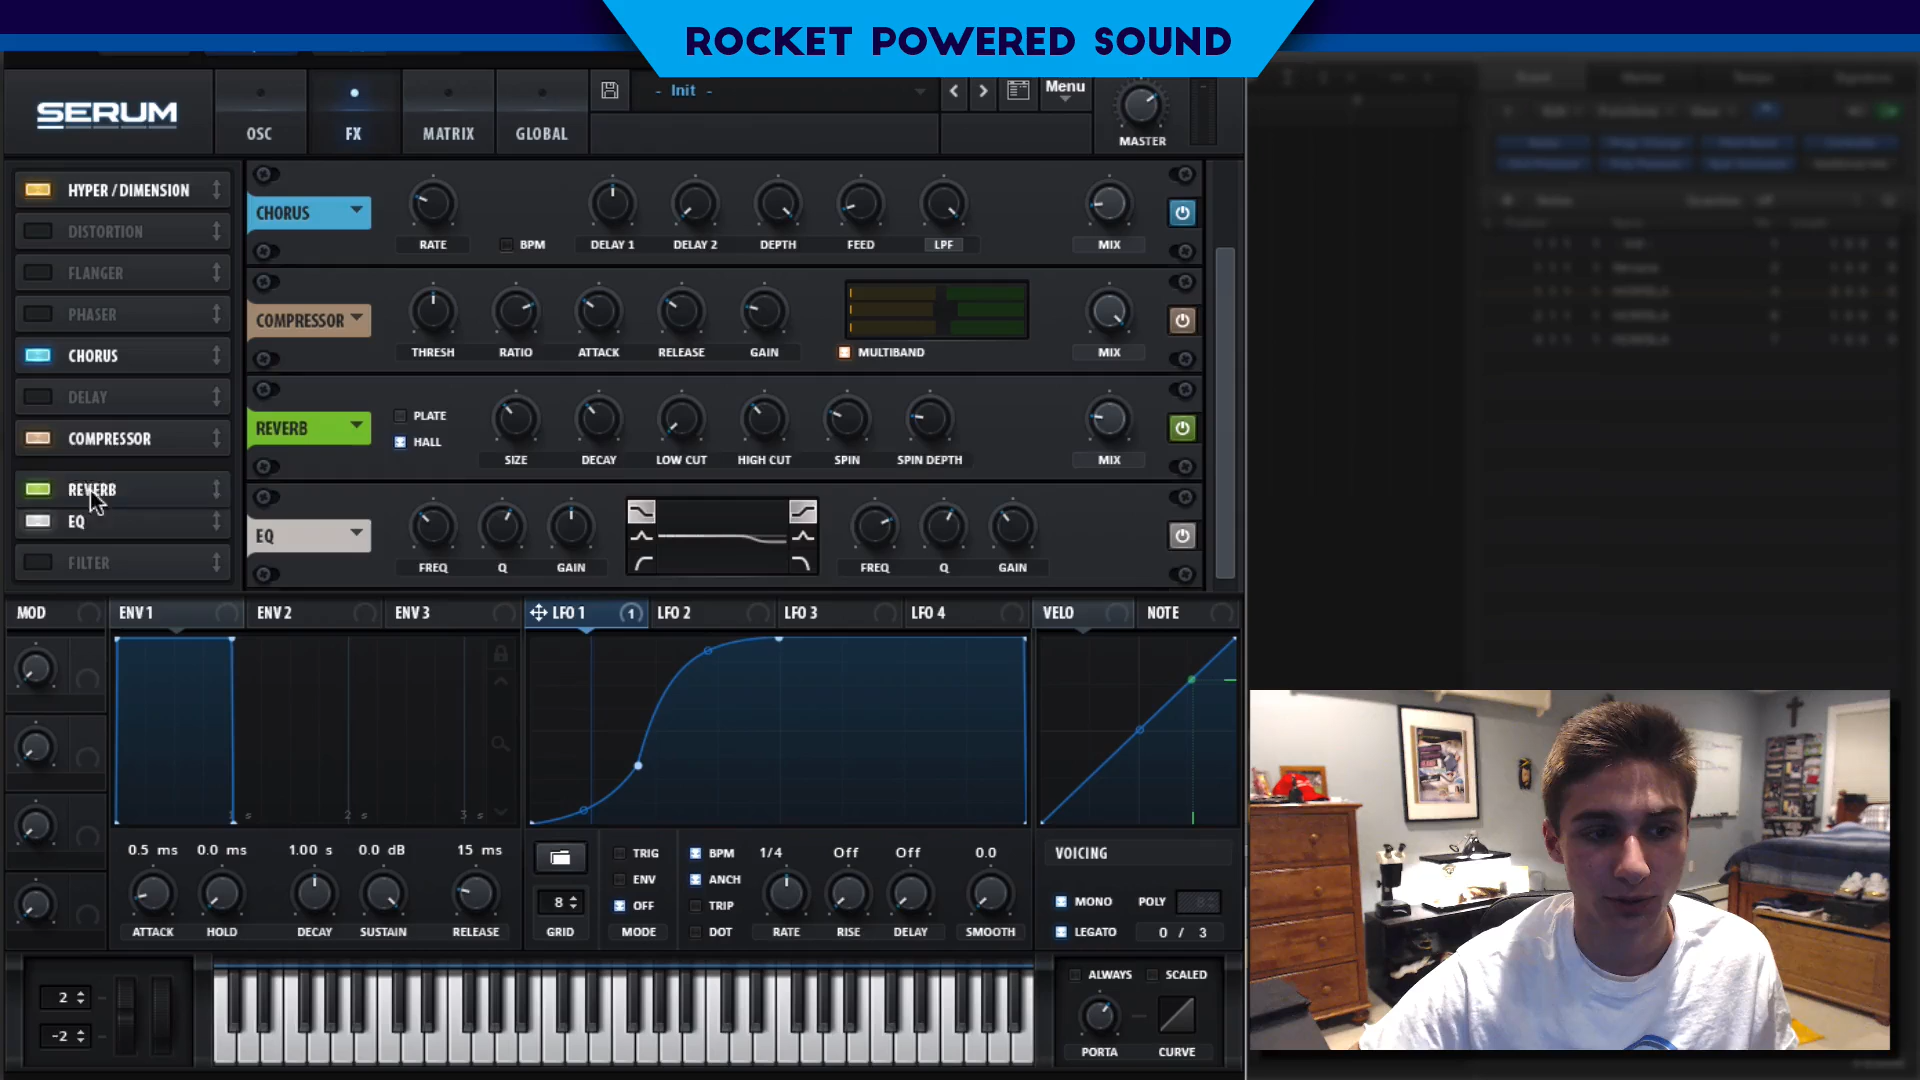 ROCKET POWERED SOUND
SERUM
OSC
FX
MATRIX
GLOBAL
- Init -
Menu
MASTER
HYPER / DIMENSION
DISTORTION
FLANGER
PHASER
CHORUS
DELAY
COMPRESSOR
REVERB
EQ
FILTER
CHORUS
RATE
BPM
DELAY 1
DELAY 2
DEPTH
FEED
LPF
MIX
COMPRESSOR
THRESH
RATIO
ATTACK
RELEASE
GAIN
MULTIBAND
MIX
REVERB
PLATE
HALL
SIZE
DECAY
LOW CUT
HIGH CUT
SPIN
SPIN DEPTH
MIX
EQ
FREQ
Q
GAIN
FREQ
Q
GAIN
MOD
ENV 1
ENV 2
ENV 3
LFO 1
1
LFO 2
LFO 3
LFO 4
VELO
NOTE
1 s
2 s
3 s
0.5 ms
0.0 ms
1.00 s
0.0 dB
15 ms
ATTACK
HOLD
DECAY
SUSTAIN
RELEASE
8
GRID
TRIG
ENV
OFF
MODE
BPM
ANCH
TRIP
DOT
1/4
Off
Off
0.0
RATE
RISE
DELAY
SMOOTH
VOICING
MONO
POLY
LEGATO
0 / 3
2
-2
ALWAYS
SCALED
PORTA
CURVE